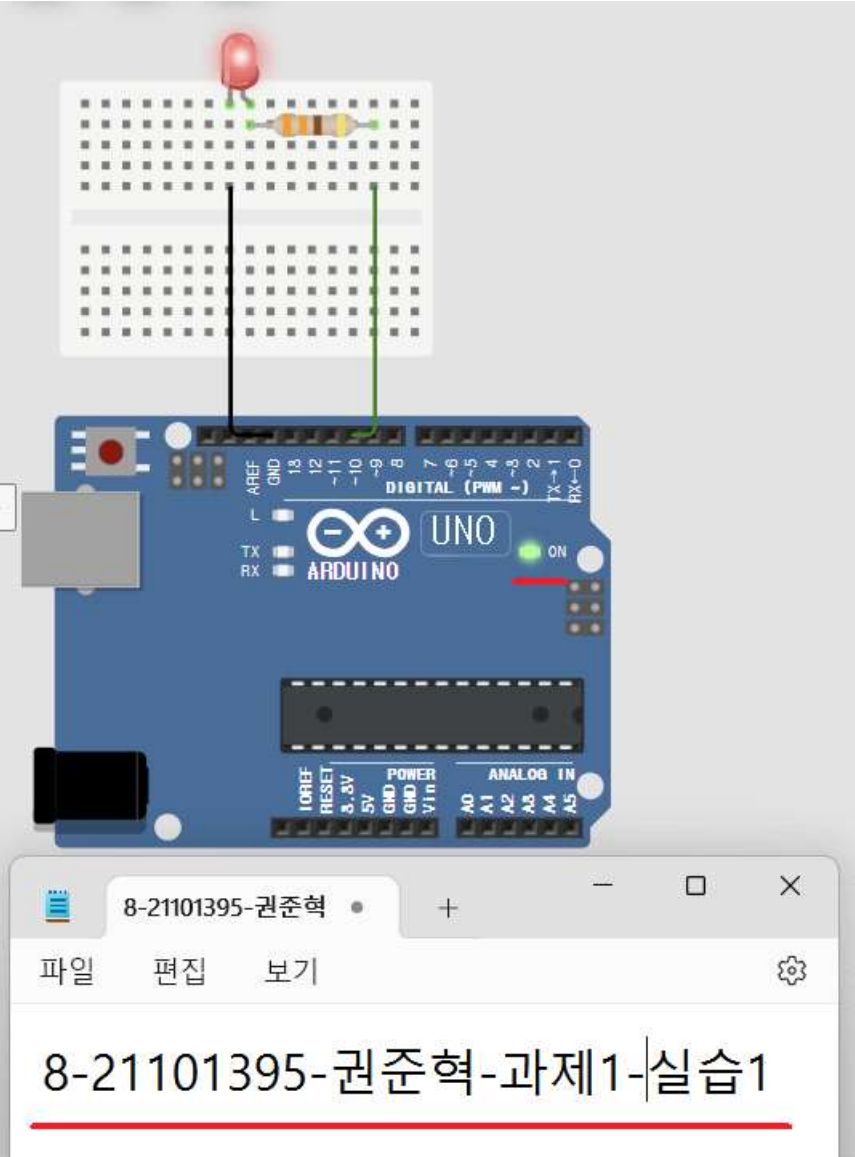 AREF
GND
13
12
~11
~10
~9
8
7
~6
~5
4
~3
2
TX→1
RX←0
DIGITAL (PWM ~)
L
TX
RX
UNO
ARDUINO
ON
IOREF
RESET
3.3V
5V
GND
GND
Vin
POWER
ANALOG IN
A0
A1
A2
A3
A4
A5
8-21101395-권준혁
파일 편집 보기
8-21101395-권준혁-과제1-실습1